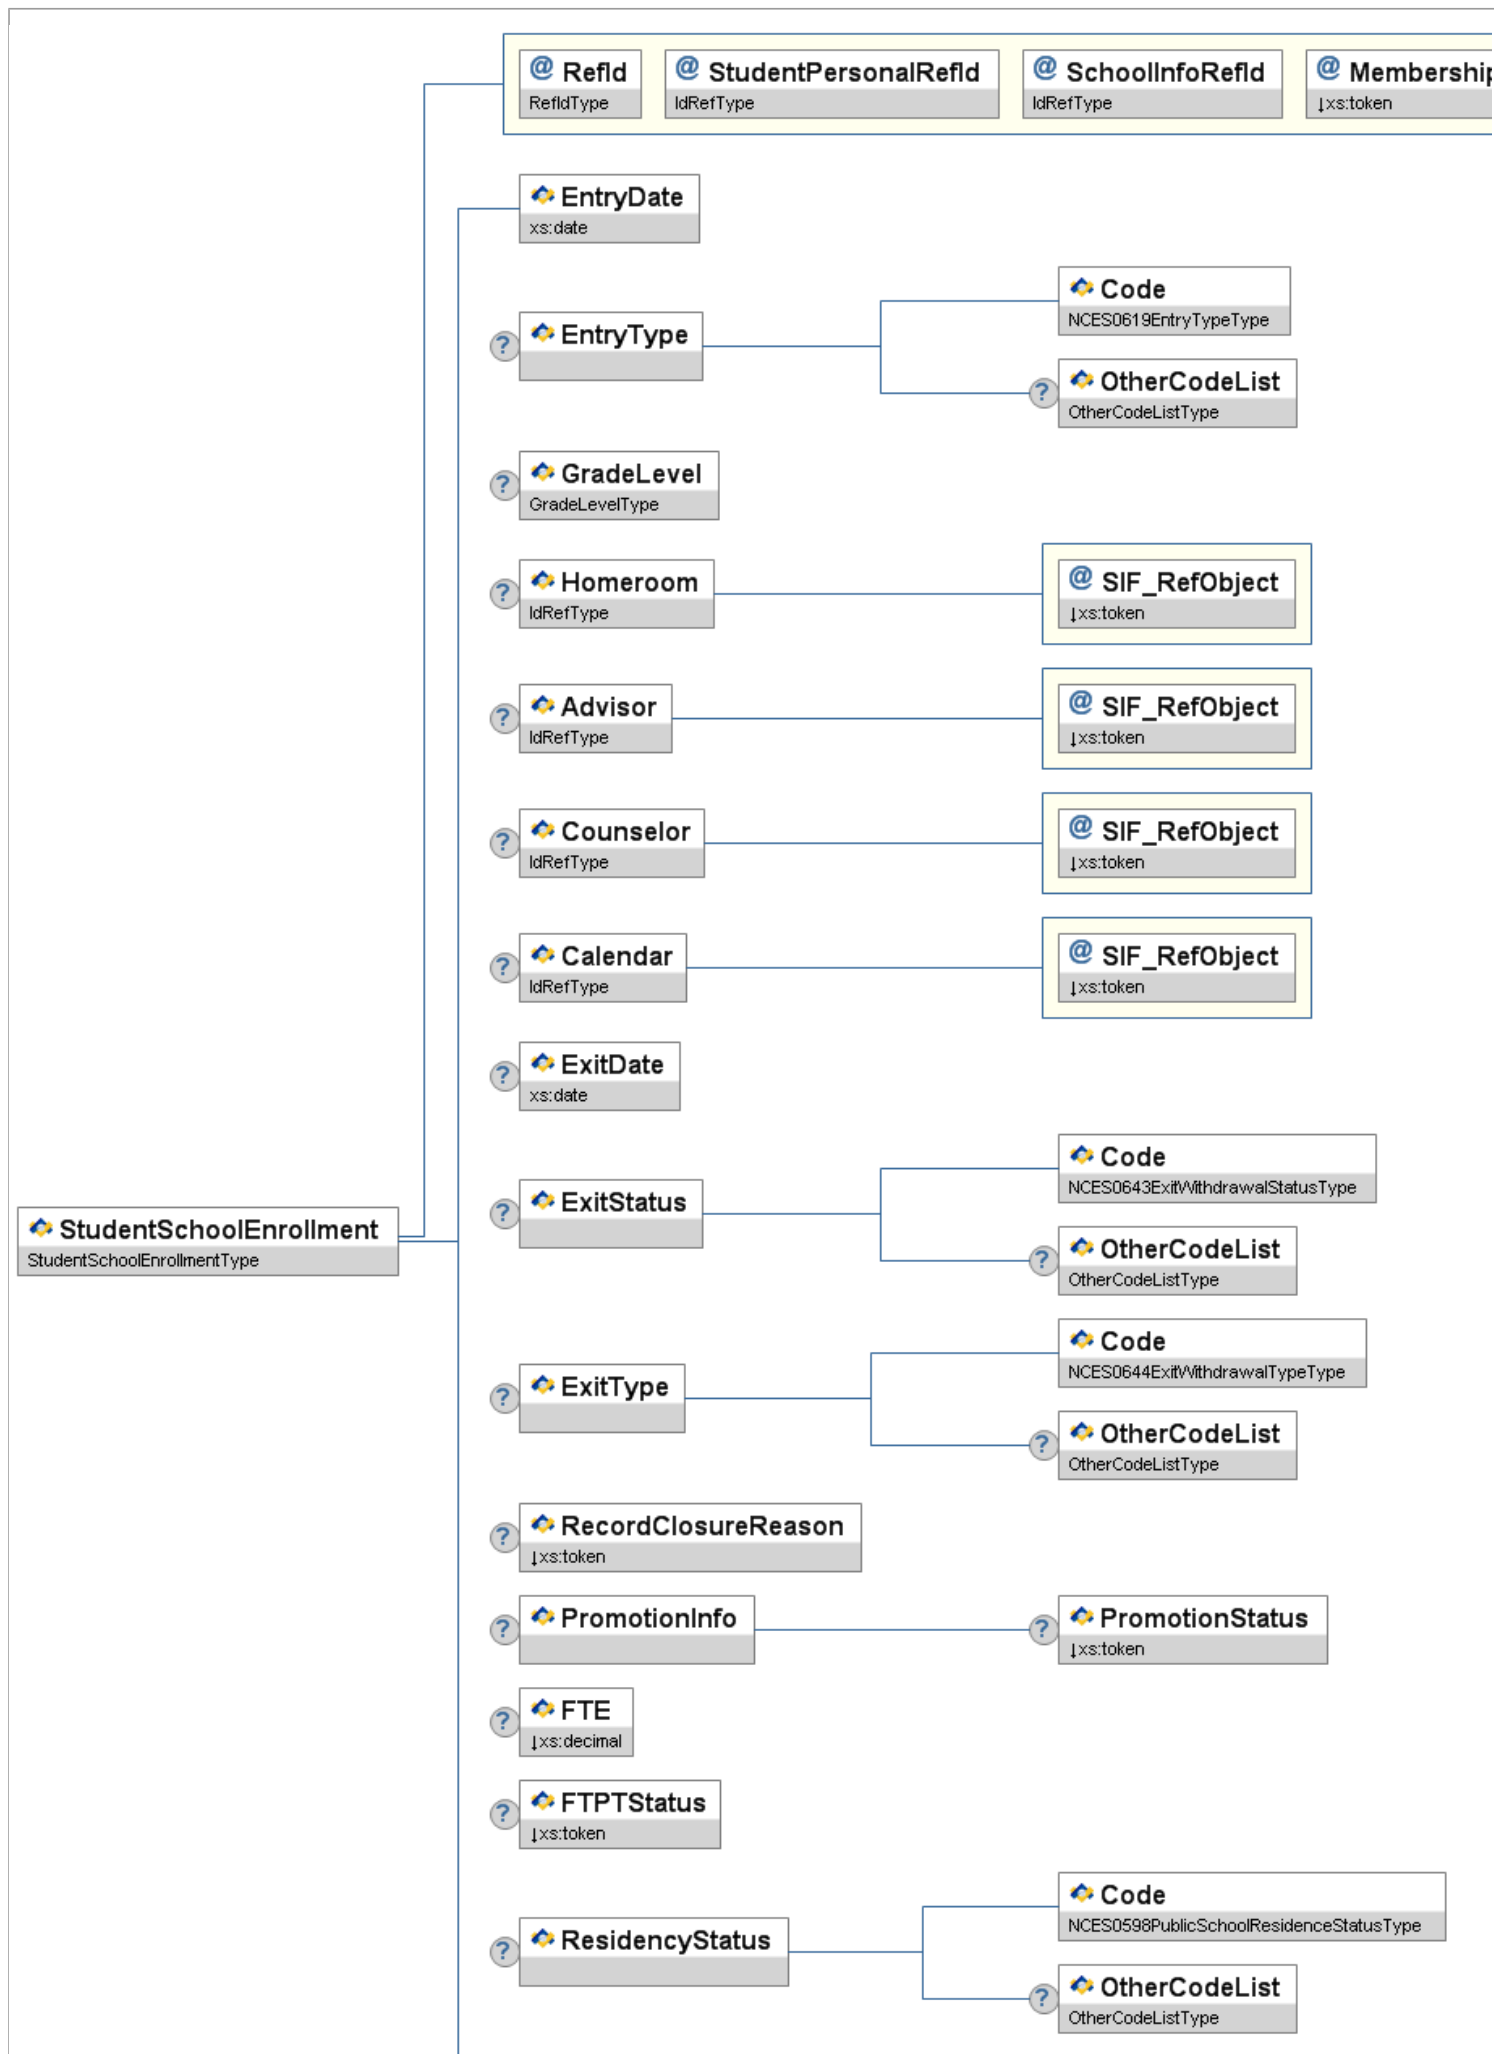 @ RefId
RefIdType
@ StudentPersonalRefId
IdRefType
@ SchoolInfoRefId
IdRefType
@ Membership
↓xs:token
EntryDate
xs:date
? EntryType
Code
NCES0619EntryTypeType
? OtherCodeList
OtherCodeListType
? GradeLevel
GradeLevelType
? Homeroom
IdRefType
@ SIF_RefObject
↓xs:token
? Advisor
IdRefType
@ SIF_RefObject
↓xs:token
? Counselor
IdRefType
@ SIF_RefObject
↓xs:token
? Calendar
IdRefType
@ SIF_RefObject
↓xs:token
? ExitDate
xs:date
StudentSchoolEnrollment
StudentSchoolEnrollmentType
? ExitStatus
Code
NCES0643ExitWithdrawalStatusType
? OtherCodeList
OtherCodeListType
? ExitType
Code
NCES0644ExitWithdrawalTypeType
? OtherCodeList
OtherCodeListType
? RecordClosureReason
↓xs:token
? PromotionInfo
? PromotionStatus
↓xs:token
? FTE
↓xs:decimal
? FTPTStatus
↓xs:token
? ResidencyStatus
Code
NCES0598PublicSchoolResidenceStatusType
? OtherCodeList
OtherCodeListType